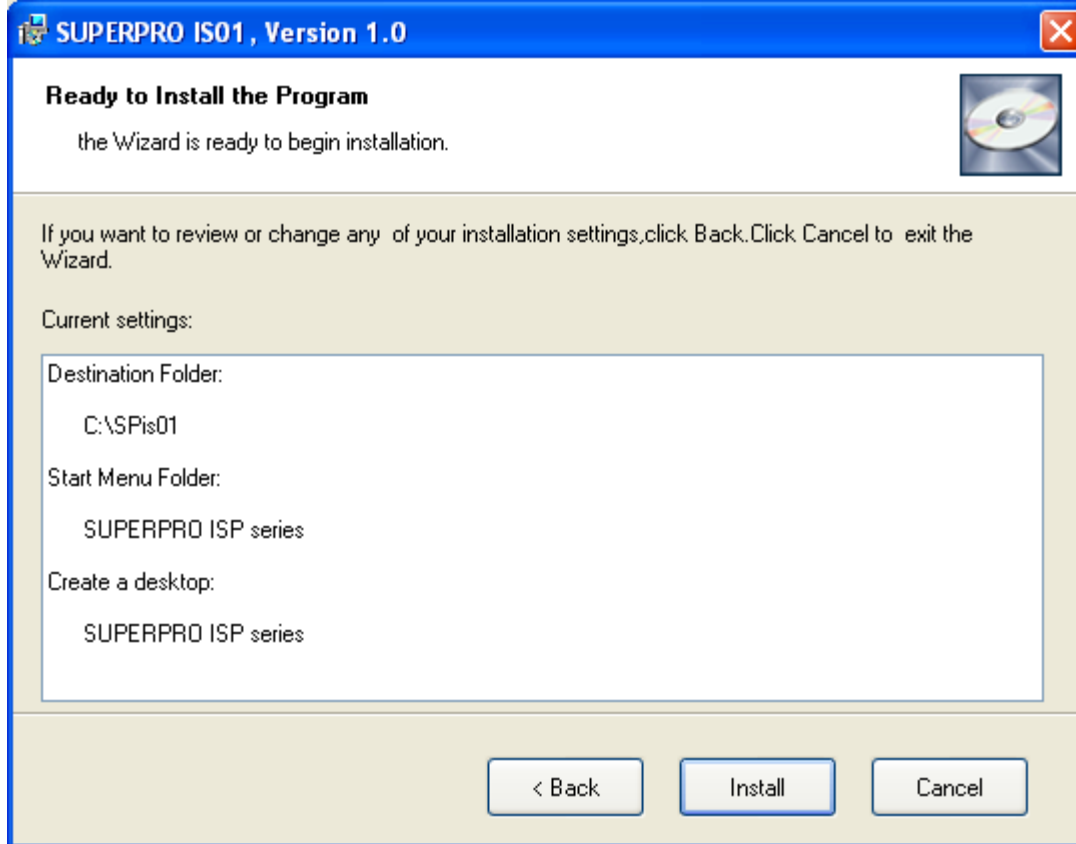 SUPERPRO IS01, Version 1.0
Ready to Install the Program
the Wizard is ready to begin installation.
If you want to review or change any  of your installation settings,click Back.Click Cancel to  exit the
Wizard.
Current settings:
Destination Folder:
C:\SPis01
Start Menu Folder:
SUPERPRO ISP series
Create a desktop:
SUPERPRO ISP series
< Back
Install
Cancel